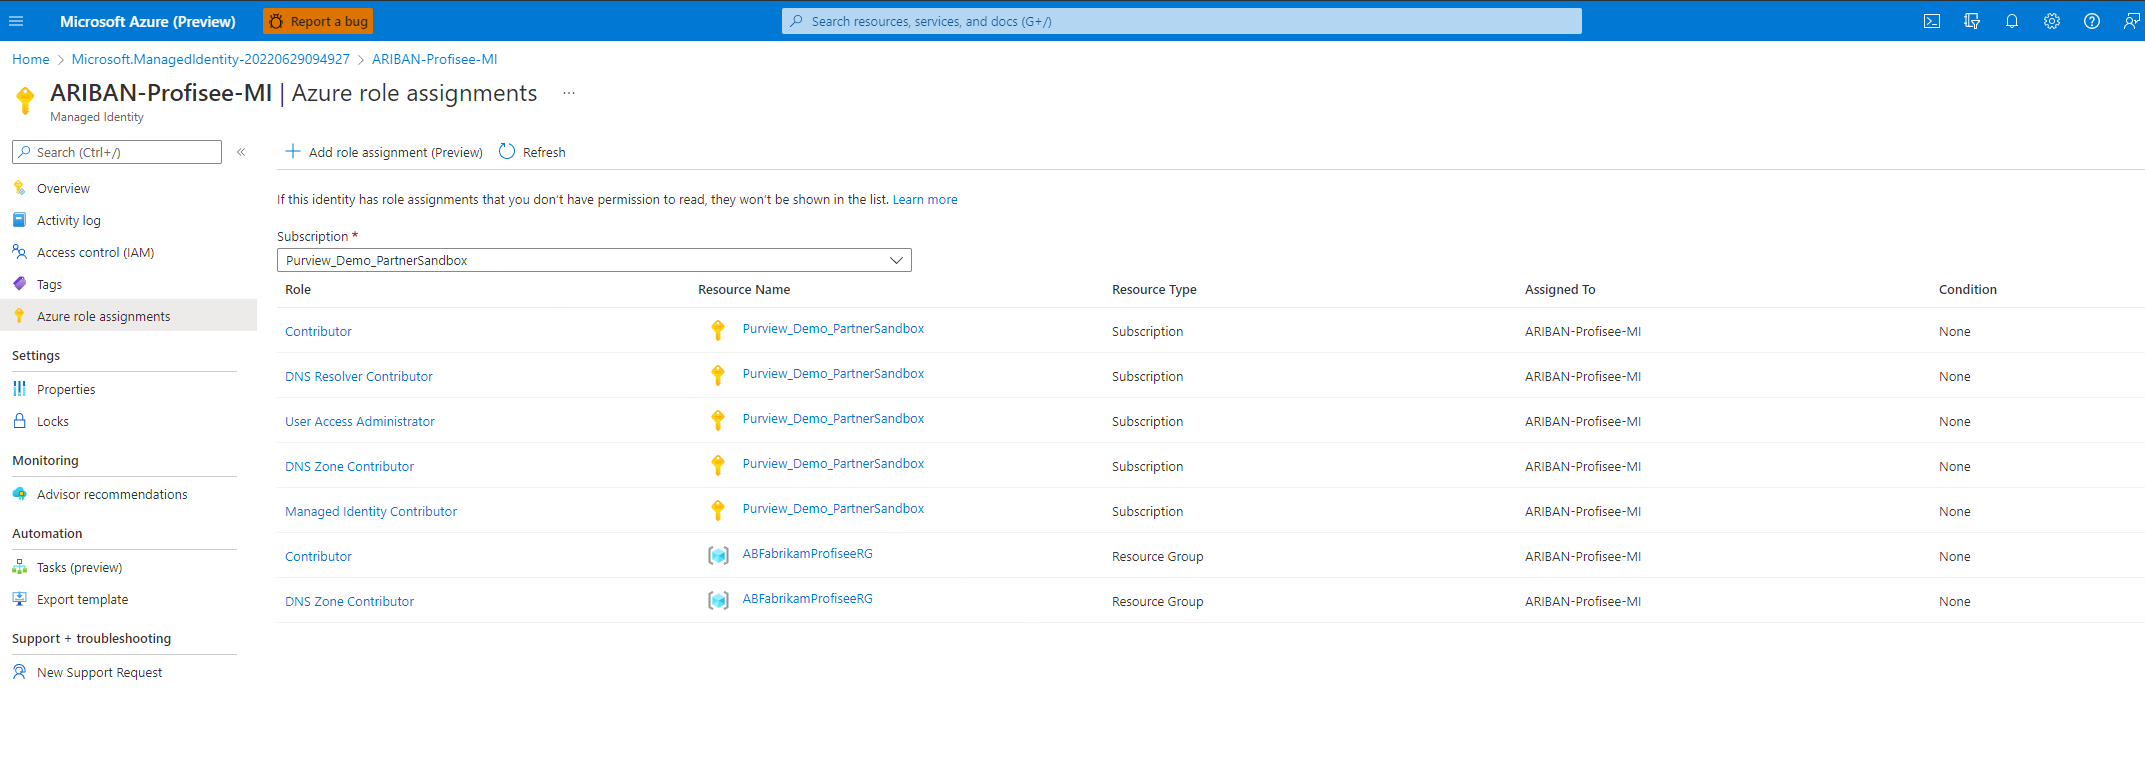 Microsoft Azure (Preview) Report a bug Search resources, services, and docs (G+/)
Home > Microsoft.ManagedIdentity-20220629094927 > ARIBAN-Profisee-MI
ARIBAN-Profisee-MI | Azure role assignments ...
Managed Identity
Search (Ctrl+/) «
Overview
Activity log
Access control (IAM)
Tags
Azure role assignments
Settings
Properties
Locks
Monitoring
Advisor recommendations
Automation
Tasks (preview)
Export template
Support + troubleshooting
New Support Request
Add role assignment (Preview) Refresh
If this identity has role assignments that you don't have permission to read, they won't be shown in the list. Learn more
Subscription *
Purview_Demo_PartnerSandbox
Role Resource Name Resource Type Assigned To Condition
Contributor Purview_Demo_PartnerSandbox Subscription ARIBAN-Profisee-MI None
DNS Resolver Contributor Purview_Demo_PartnerSandbox Subscription ARIBAN-Profisee-MI None
User Access Administrator Purview_Demo_PartnerSandbox Subscription ARIBAN-Profisee-MI None
DNS Zone Contributor Purview_Demo_PartnerSandbox Subscription ARIBAN-Profisee-MI None
Managed Identity Contributor Purview_Demo_PartnerSandbox Subscription ARIBAN-Profisee-MI None
Contributor ABFabrikamProfiseeRG Resource Group ARIBAN-Profisee-MI None
DNS Zone Contributor ABFabrikamProfiseeRG Resource Group ARIBAN-Profisee-MI None